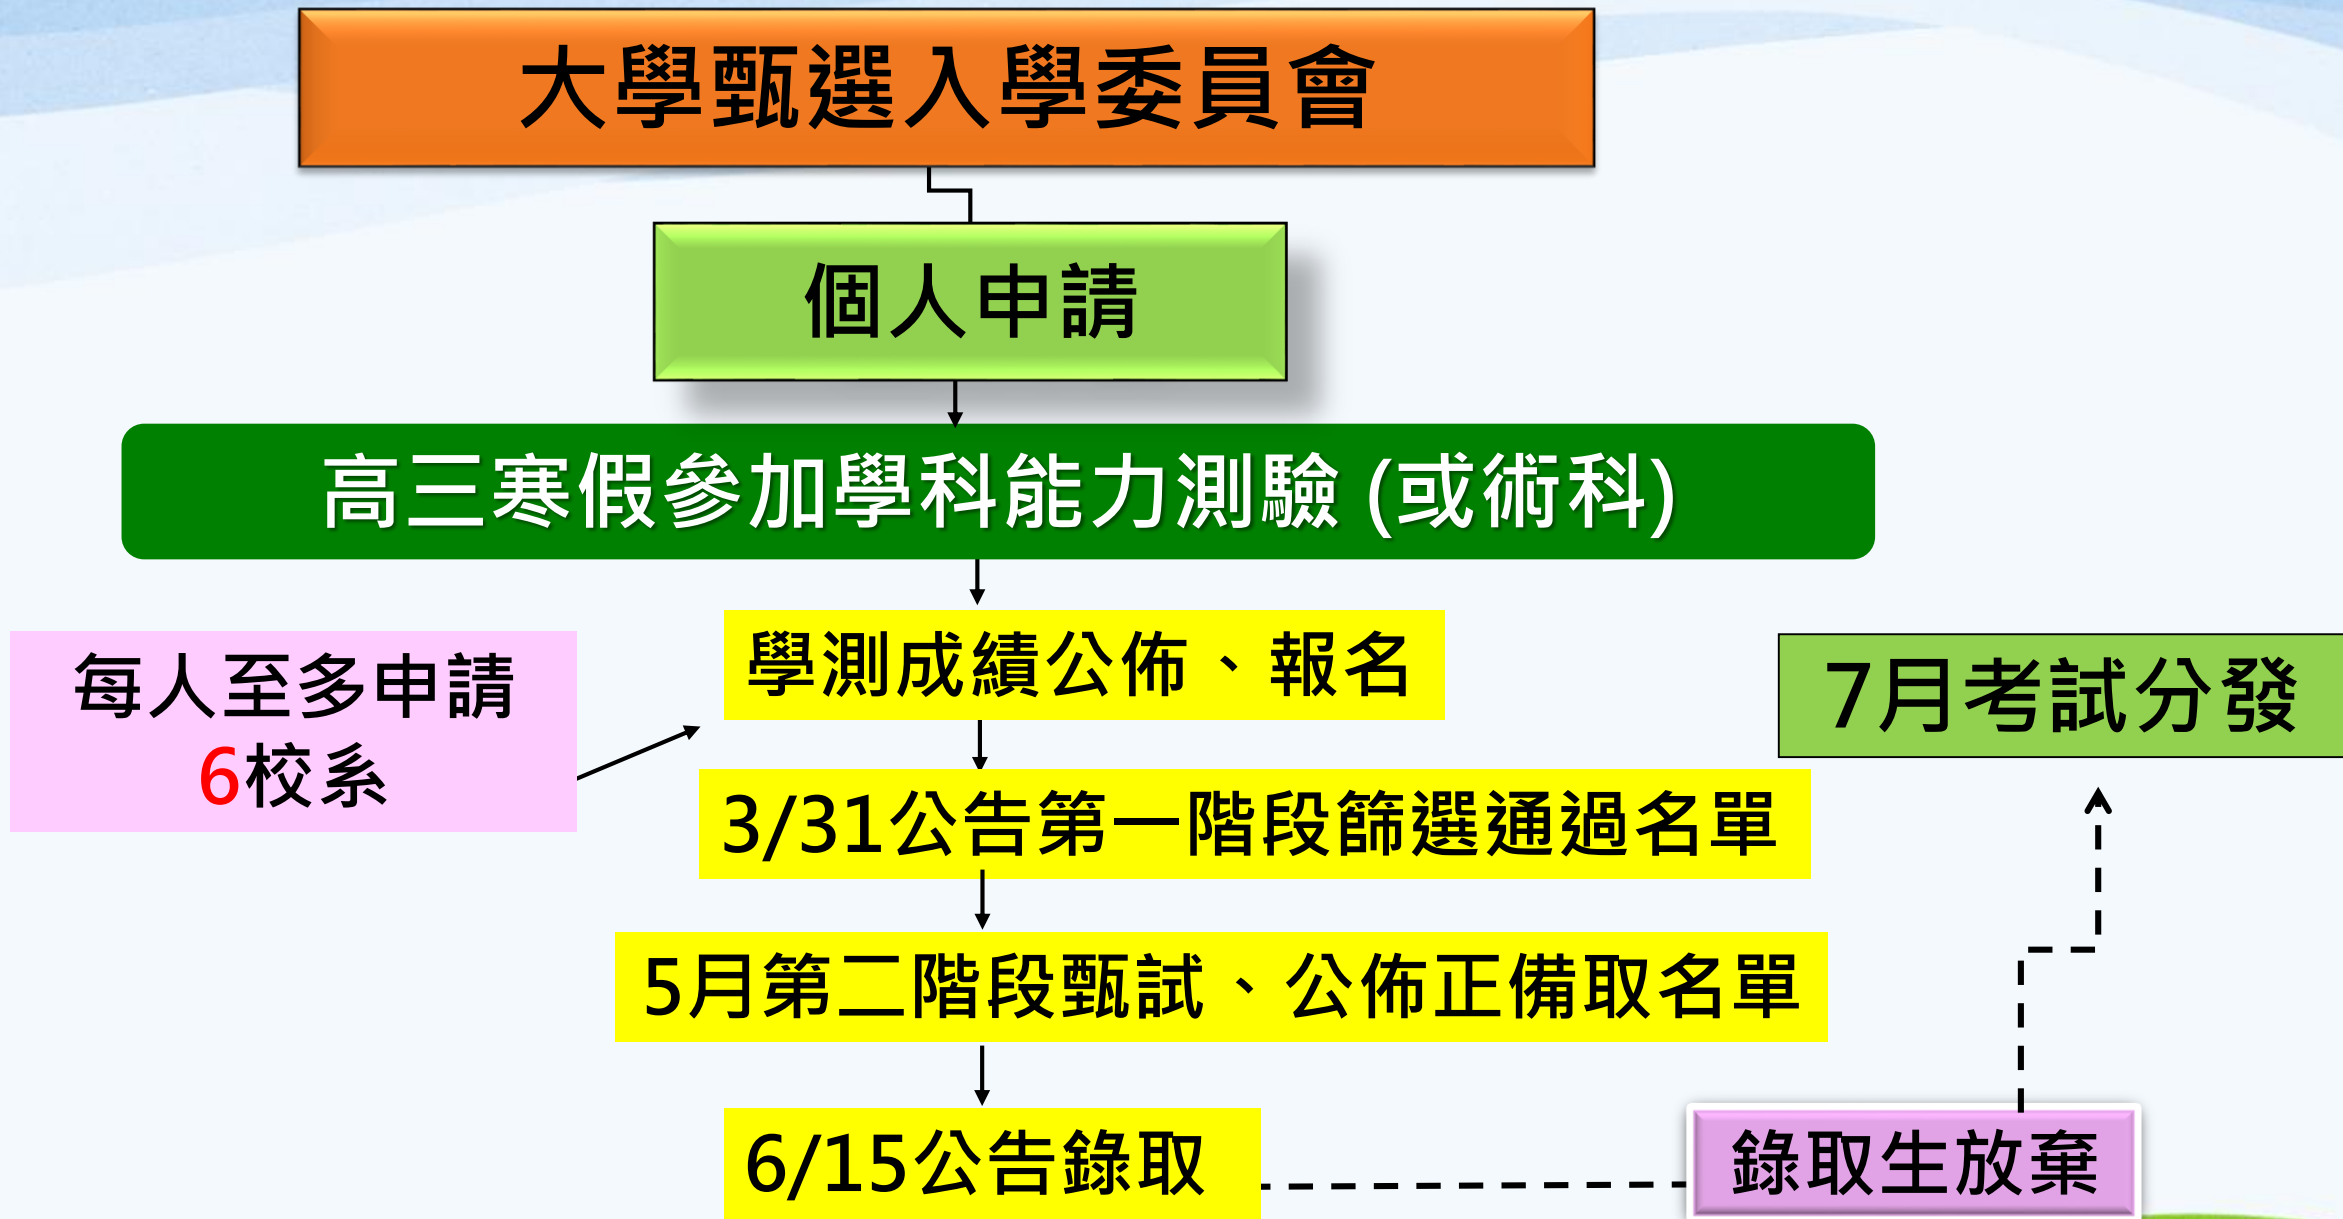 大學甄選入學委員會
個人申請
高三寒假參加學科能力測驗 (或術科)
學測成績公佈、報名
每人至多申請
6校系
7月考試分發
3/31公告第一階段篩選通過名單
5月第二階段甄試、公佈正備取名單
6/15公告錄取
錄取生放棄